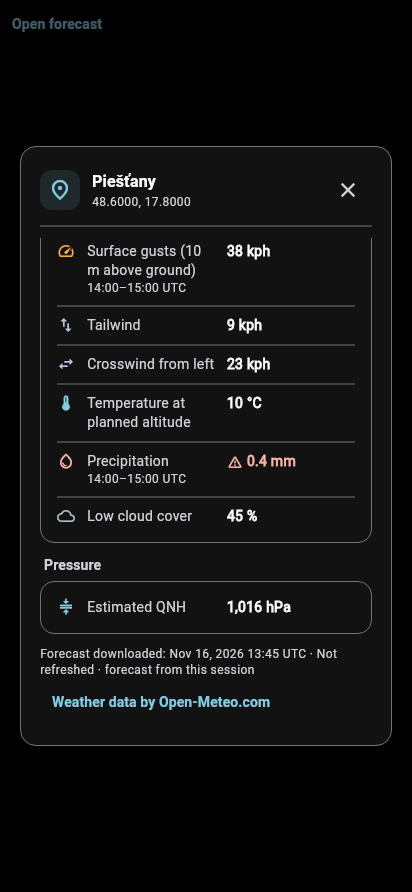 Open forecast
Piešťany
48.6000, 17.8000
Surface gusts (10
m above ground)
14:00–15:00 UTC
38 kph
Tailwind
9 kph
Crosswind from left
23 kph
Temperature at
planned altitude
10 °C
Precipitation
14:00–15:00 UTC
0.4 mm
Low cloud cover
45 %
Pressure
Estimated QNH
1,016 hPa
Forecast downloaded: Nov 16, 2026 13:45 UTC · Not
refreshed · forecast from this session
Weather data by Open-Meteo.com